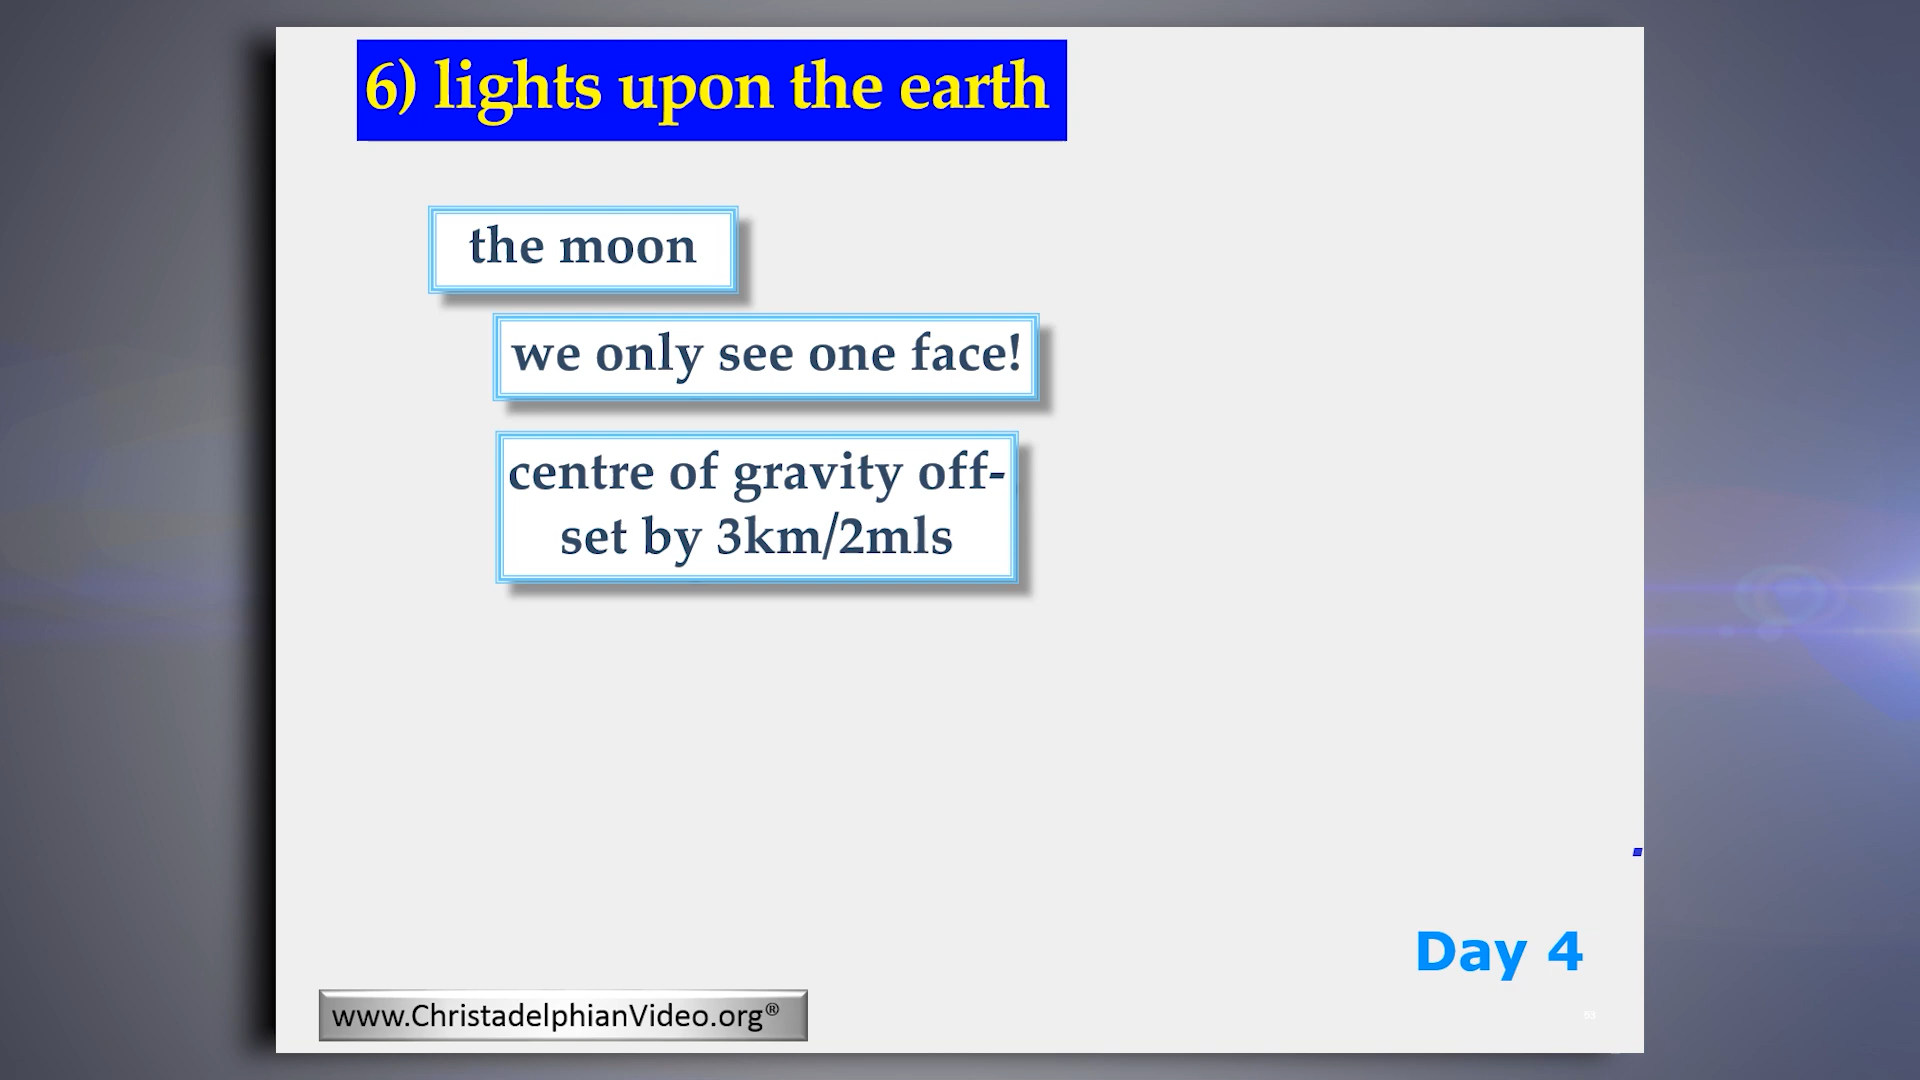 6) lights upon the earth
the moon
we only see one face!
centre of gravity off-
set by 3km/2mls
Day 4
www.ChristadelphianVideo.org®
53